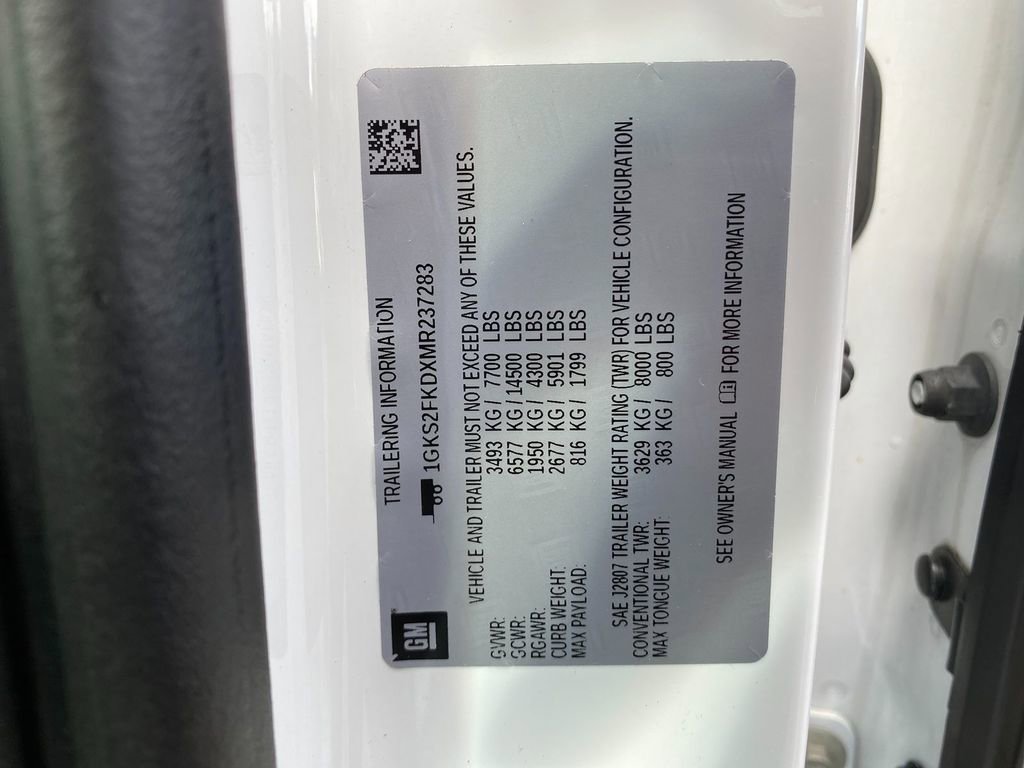 GM
TRAILERING INFORMATION
1GKS2FKDXMR237283
VEHICLE AND TRAILER MUST NOT EXCEED ANY OF THESE VALUES.
GVWR: 3493 KG / 7700 LBS
GCWR: 6577 KG / 14500 LBS
RGAWR: 1950 KG / 4300 LBS
CURB WEIGHT: 2677 KG / 5901 LBS
MAX PAYLOAD: 816 KG / 1799 LBS
SAE J2807 TRAILER WEIGHT RATING (TWR) FOR VEHICLE CONFIGURATION.
CONVENTIONAL TWR: 3629 KG / 8000 LBS
MAX TONGUE WEIGHT: 363 KG / 800 LBS
SEE OWNER'S MANUAL FOR MORE INFORMATION